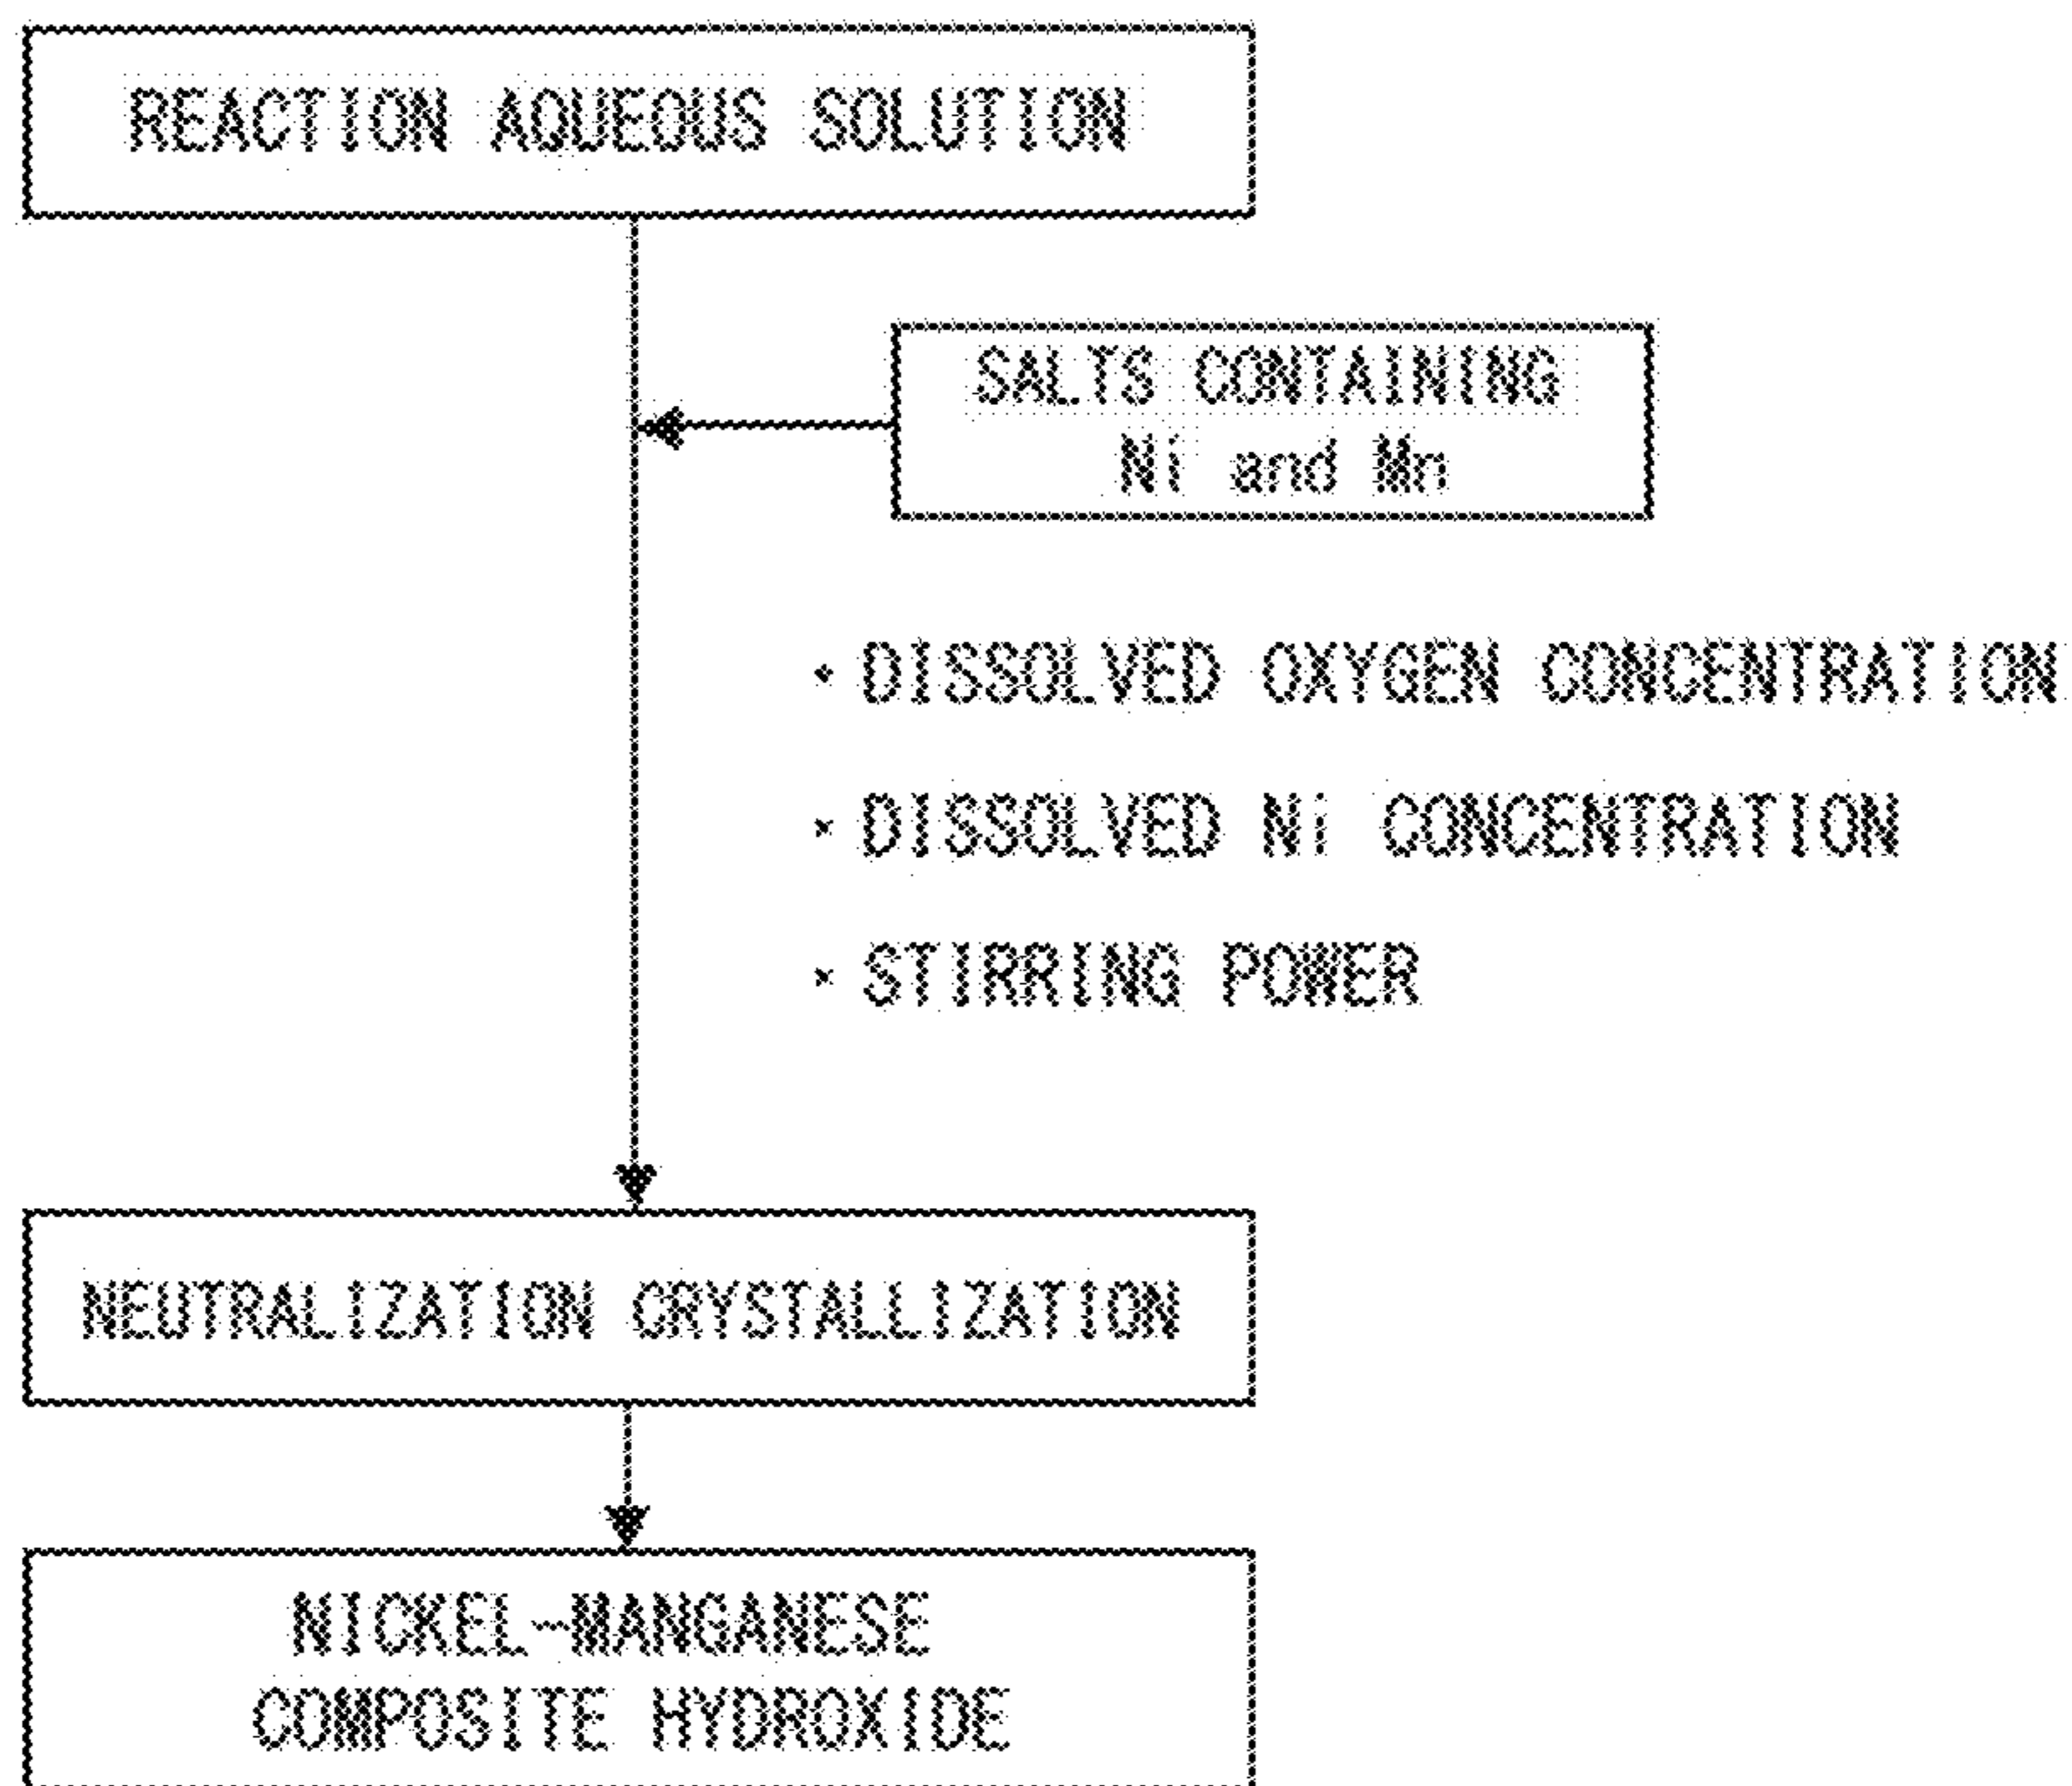 REACTION AQUEOUS SOLUTION
SALTS CONTAINING
Ni and Mn
・DISSOLVED OXYGEN CONCENTRATION
・DISSOLVED Ni CONCENTRATION
・STIRRING POWER
NEUTRALIZATION CRYSTALLIZATION
NICKEL-MANGANESE
COMPOSITE HYDROXIDE